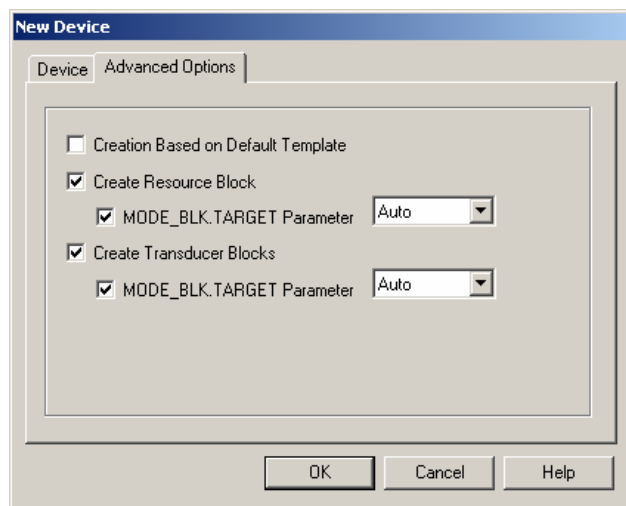 New Device
Device Advanced Options
Creation Based on Default Template
Create Resource Block
MODE_BLK.TARGET Parameter Auto
Create Transducer Blocks
MODE_BLK.TARGET Parameter Auto
OK Cancel Help